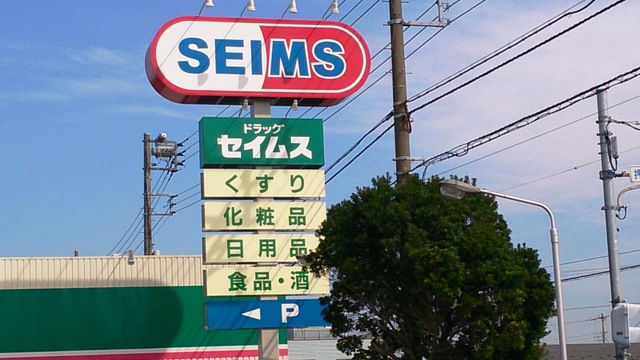 SEIMS
ドラッグ
セイムス
くすり
化粧品
日用品
食品・酒
◀ P